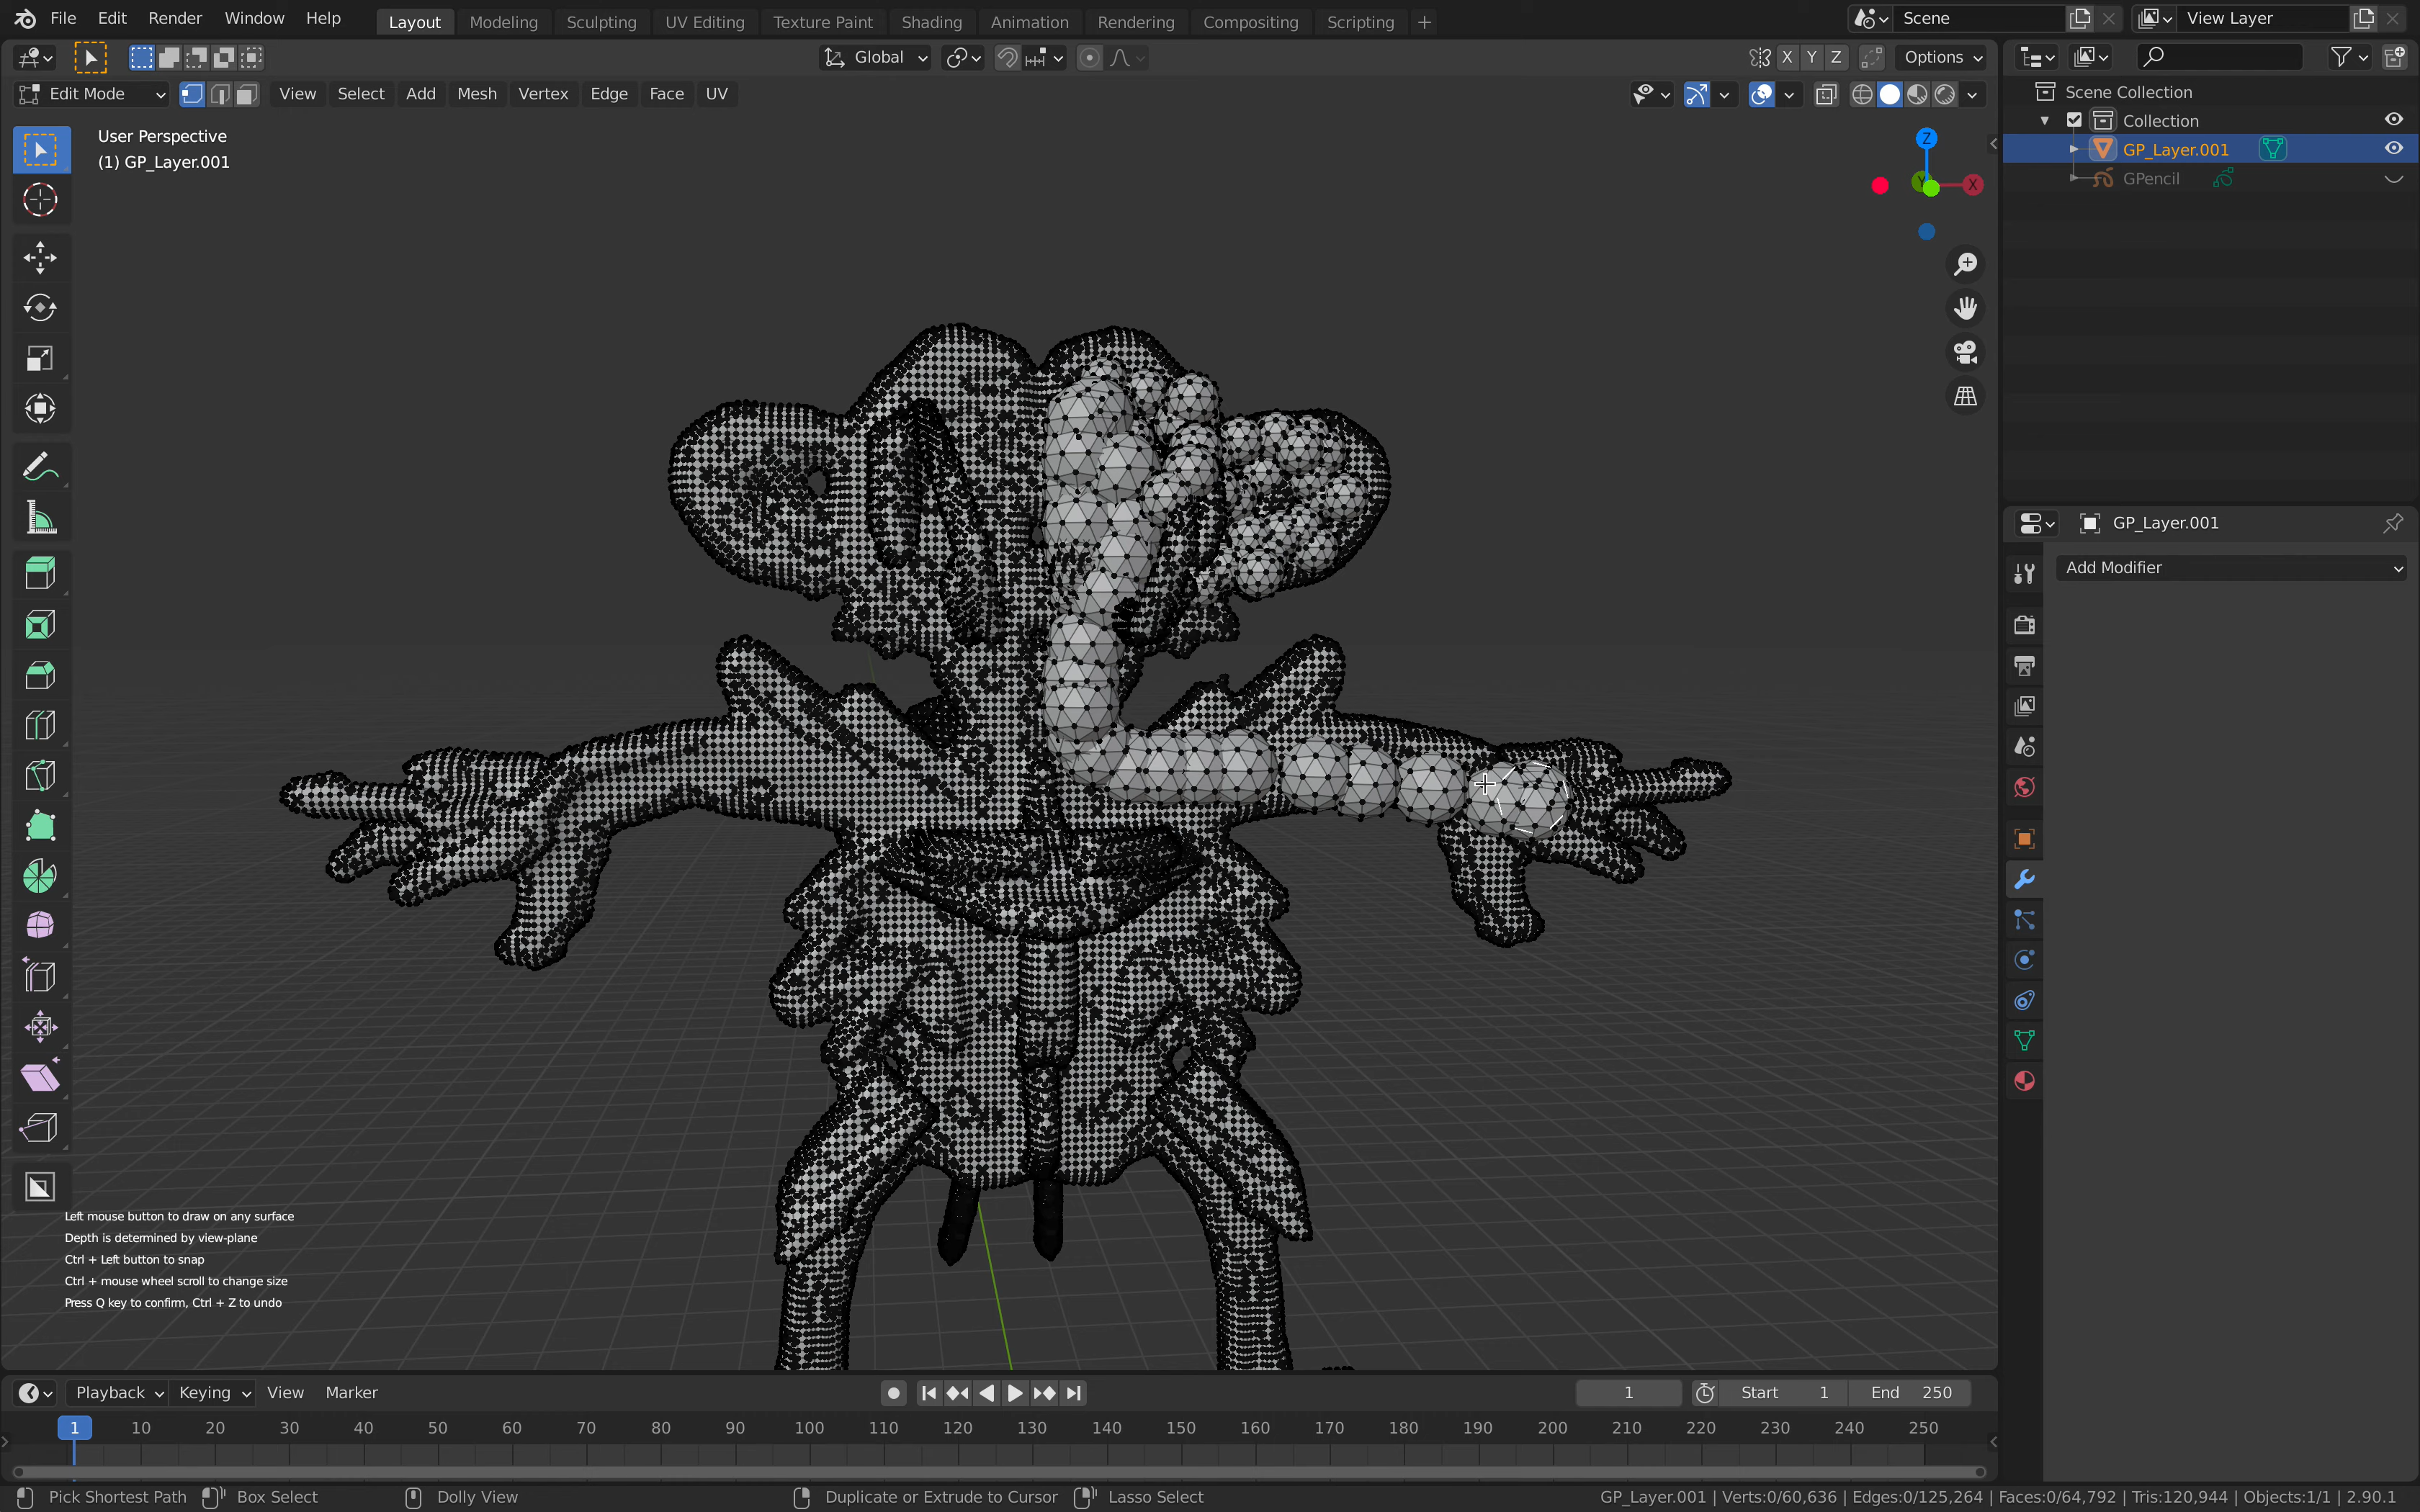 File Edit Render Window Help Layout Modeling Sculpting UV Editing Texture Paint Shading Animation Rendering Compositing Scripting + Scene View Layer
Global X Y Z Options
Edit Mode View Select Add Mesh Vertex Edge Face UV
User Perspective
(1) GP_Layer.001
Z
X
Y
Scene Collection
Collection
GP_Layer.001
GPencil
GP_Layer.001
Add Modifier
Left mouse button to draw on any surface
Depth is determined by view-plane
Ctrl + Left button to snap
Ctrl + mouse wheel scroll to change size
Press Q key to confirm, Ctrl + Z to undo
Playback Keying View Marker 1 Start 1 End 250
1 10 20 30 40 50 60 70 80 90 100 110 120 130 140 150 160 170 180 190 200 210 220 230 240 250
Pick Shortest Path Box Select Dolly View Duplicate or Extrude to Cursor Lasso Select GP_Layer.001 | Verts:0/60,636 | Edges:0/125,264 | Faces:0/64,792 | Tris:120,944 | Objects:1/1 | 2.90.1